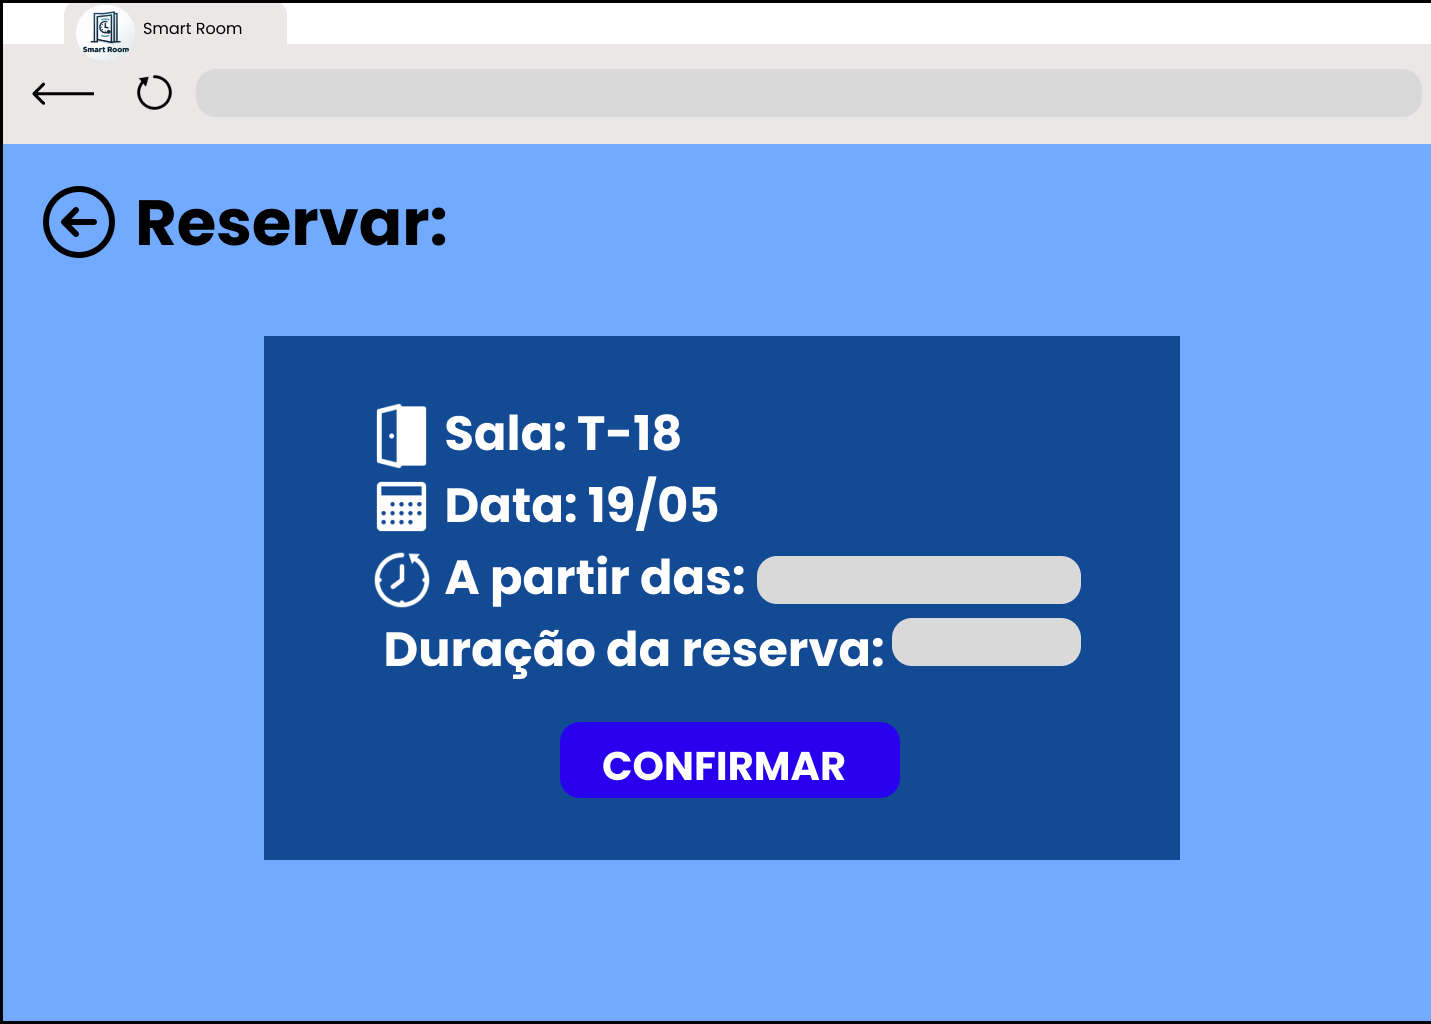 Smart Room
Smart Room
Reservar:
Sala: T-18
Data: 19/05
A partir das:
Duração da reserva:
CONFIRMAR